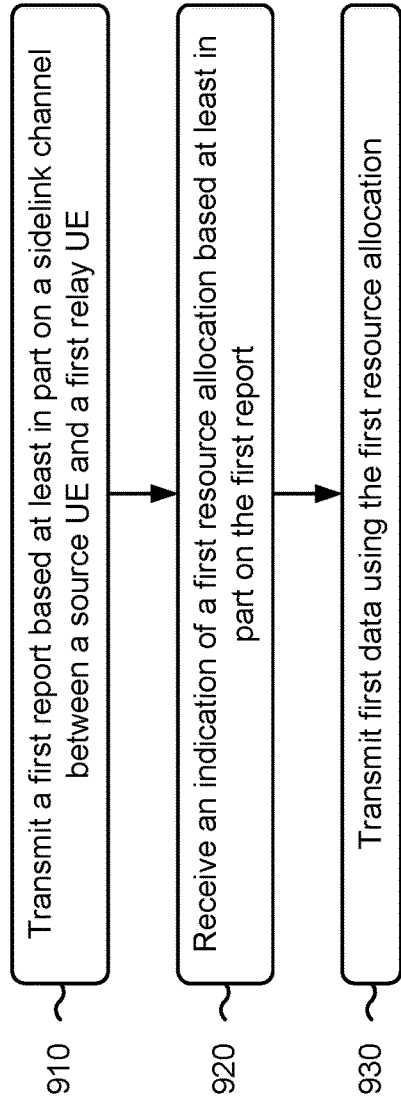 910
Transmit a first report based at least in part on a sidelink channel
between a source UE and a first relay UE
920
Receive an indication of a first resource allocation based at least in
part on the first report
930
Transmit first data using the first resource allocation